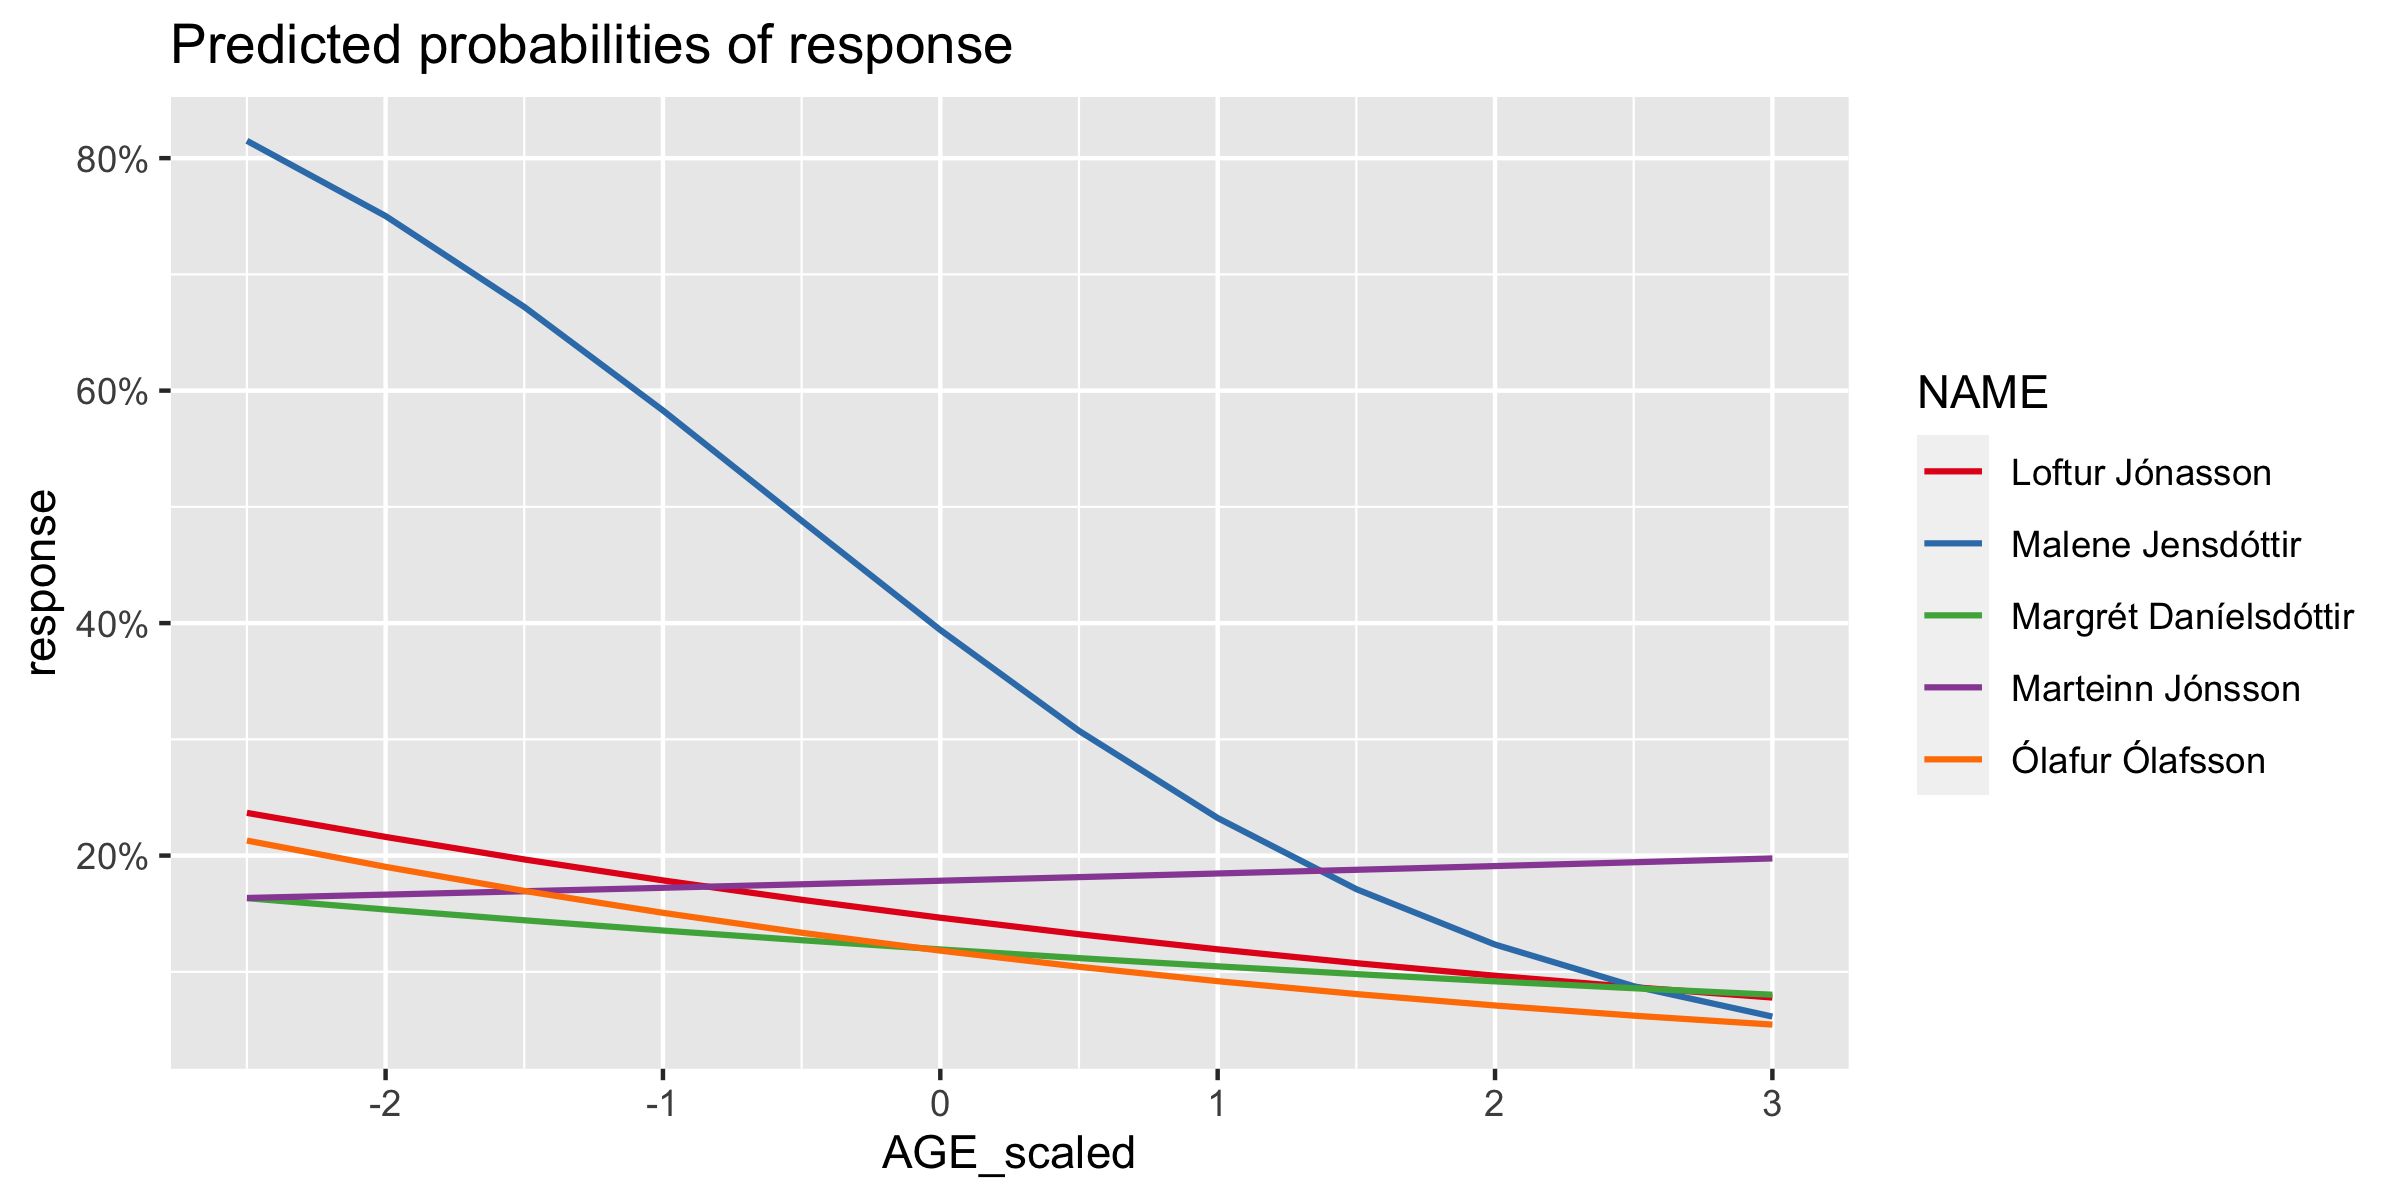 Predicted probabilities of response
response
80%
60%
40%
20%
-2 -1 0 1 2 3
AGE_scaled
NAME
Loftur Jónasson
Malene Jensdóttir
Margrét Daníelsdóttir
Marteinn Jónsson
Ólafur Ólafsson